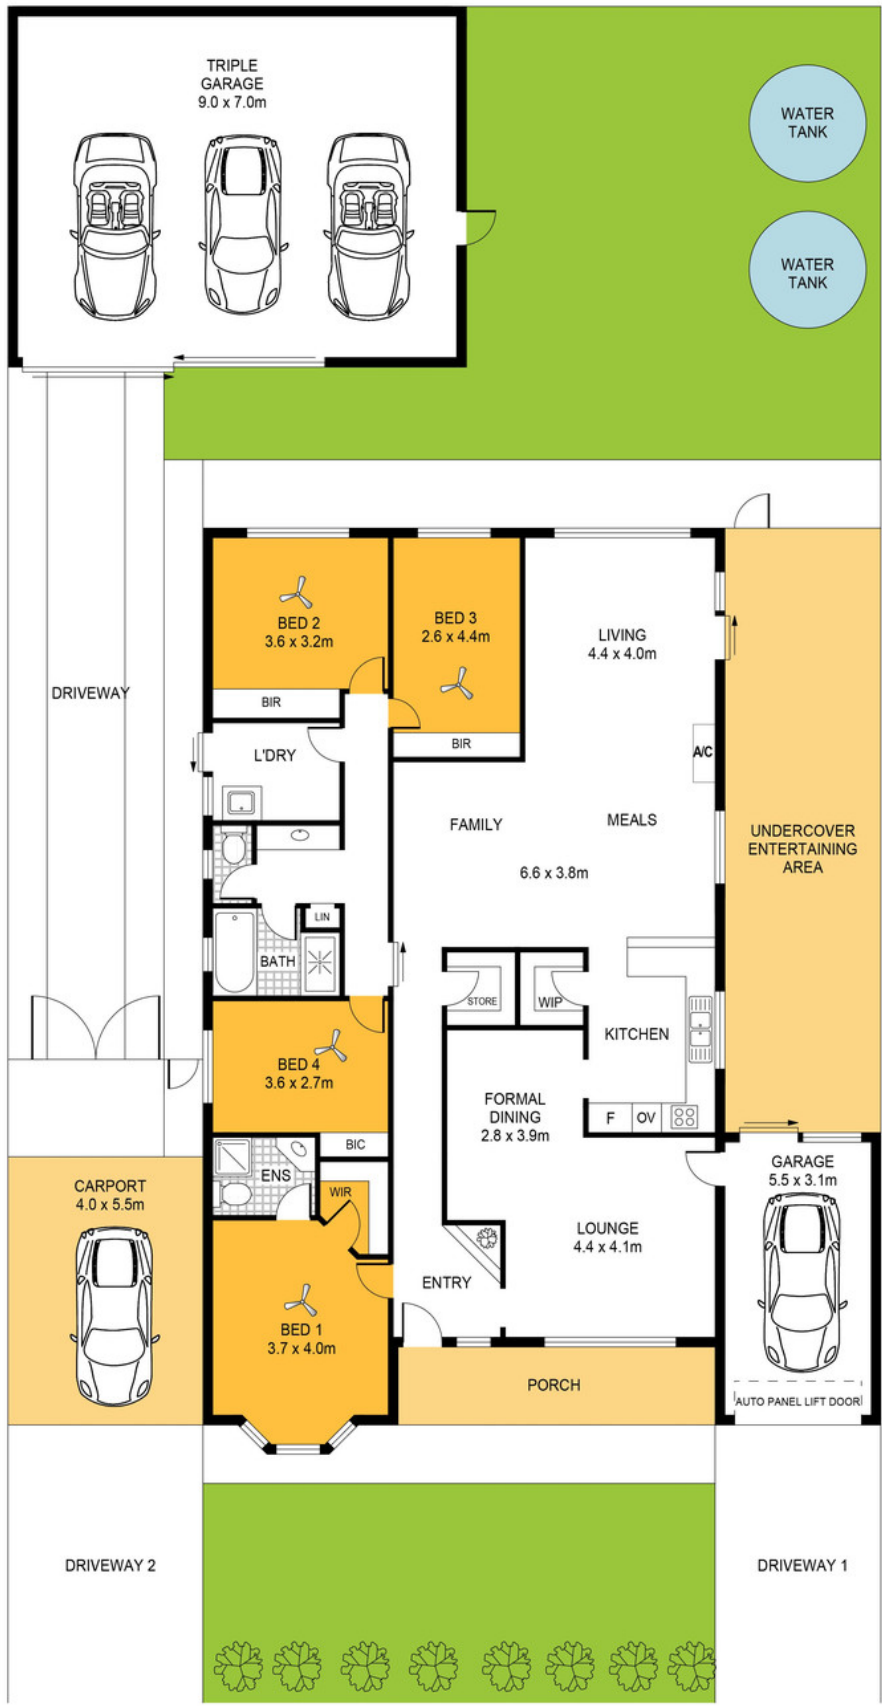 TRIPLE
GARAGE
9.0 x 7.0m
WATER
TANK
WATER
TANK
BED 2
3.6 x 3.2m
BIR
BED 3
2.6 x 4.4m
BIR
LIVING
4.4 x 4.0m
DRIVEWAY
L'DRY
A/C
FAMILY
MEALS
6.6 x 3.8m
UNDERCOVER
ENTERTAINING
AREA
LIN
BATH
STORE
WIP
KITCHEN
BED 4
3.6 x 2.7m
BIC
FORMAL
DINING
2.8 x 3.9m
F
OV
ENS
WIR
CARPORT
4.0 x 5.5m
GARAGE
5.5 x 3.1m
LOUNGE
4.4 x 4.1m
ENTRY
BED 1
3.7 x 4.0m
PORCH
AUTO PANEL LIFT DOOR
DRIVEWAY 2
DRIVEWAY 1